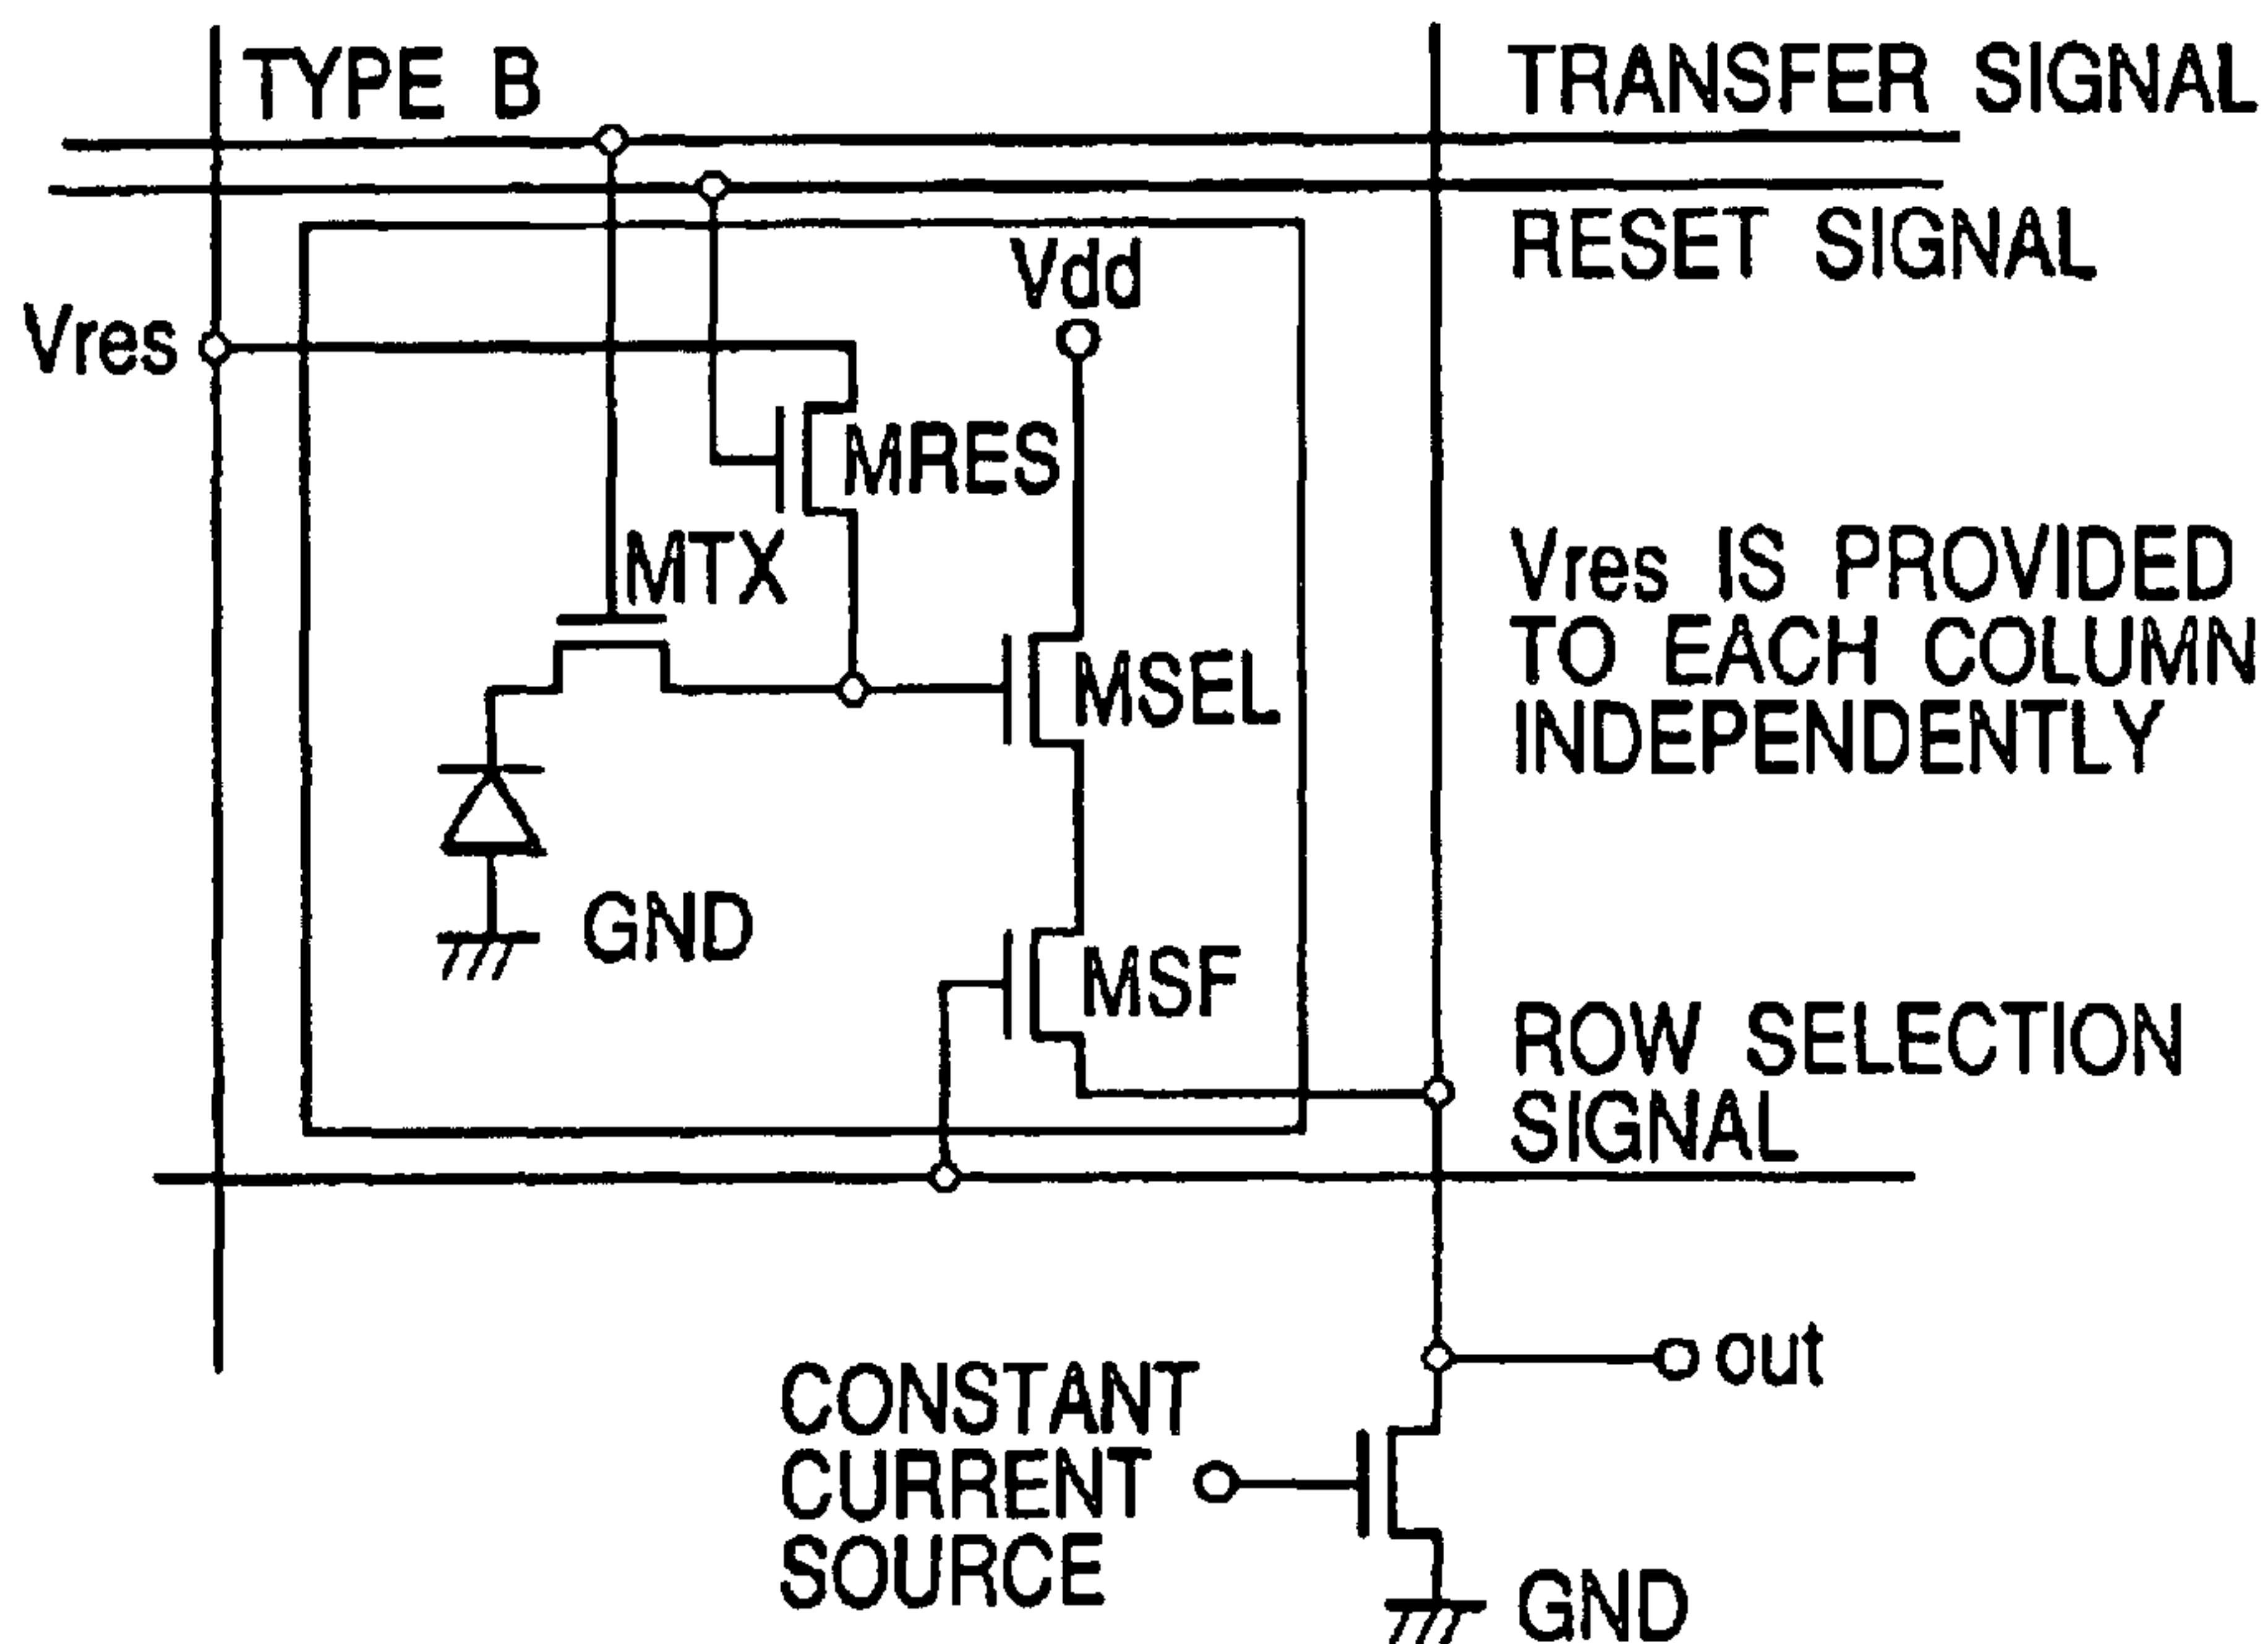 TYPE B
TRANSFER SIGNAL
RESET SIGNAL
Vdd
Vres
MRES
MTX
Vres IS PROVIDED
TO EACH COLUMN
INDEPENDENTLY
MSEL
GND
MSF
ROW SELECTION
SIGNAL
out
CONSTANT
CURRENT
SOURCE
GND